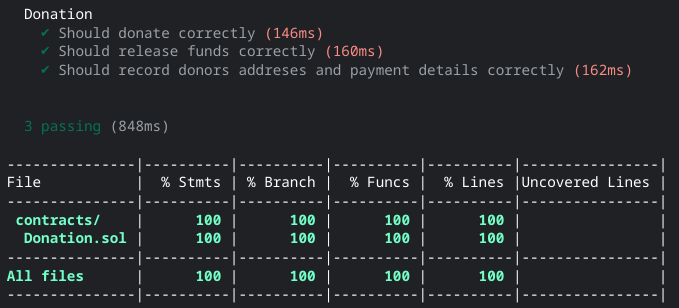 Donation
✔ Should donate correctly (146ms)
✔ Should release funds correctly (160ms)
✔ Should record donors addreses and payment details correctly (162ms)
3 passing (848ms)
---------------|----------|----------|----------|----------|----------------|
File           |  % Stmts | % Branch |  % Funcs |  % Lines |Uncovered Lines |
---------------|----------|----------|----------|----------|----------------|
 contracts/    |      100 |      100 |      100 |      100 |                |
  Donation.sol |      100 |      100 |      100 |      100 |                |
---------------|----------|----------|----------|----------|----------------|
All files      |      100 |      100 |      100 |      100 |                |
---------------|----------|----------|----------|----------|----------------|